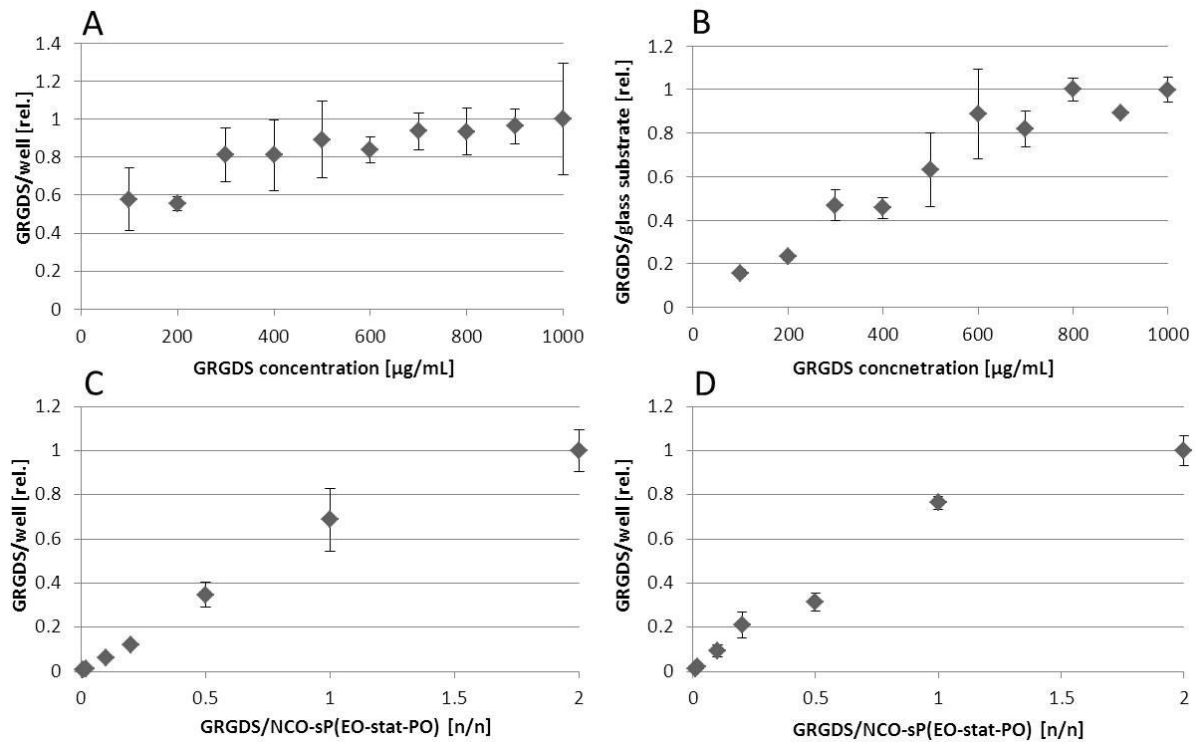 A
GRGDS/well [rel.]
1.4
1.2
1
0.8
0.6
0.4
0.2
0
0 200 400 600 800 1000
GRGDS concentration [µg/mL]
B
GRGDS/glass substrate [rel.]
1.2
1
0.8
0.6
0.4
0.2
0
0 200 400 600 800 1000
GRGDS concnetration [µg/mL]
C
GRGDS/well [rel.]
1.2
1
0.8
0.6
0.4
0.2
0
0 0.5 1 1.5 2
GRGDS/NCO-sP(EO-stat-PO) [n/n]
D
GRGDS/well [rel.]
1.2
1
0.8
0.6
0.4
0.2
0
0 0.5 1 1.5 2
GRGDS/NCO-sP(EO-stat-PO) [n/n]